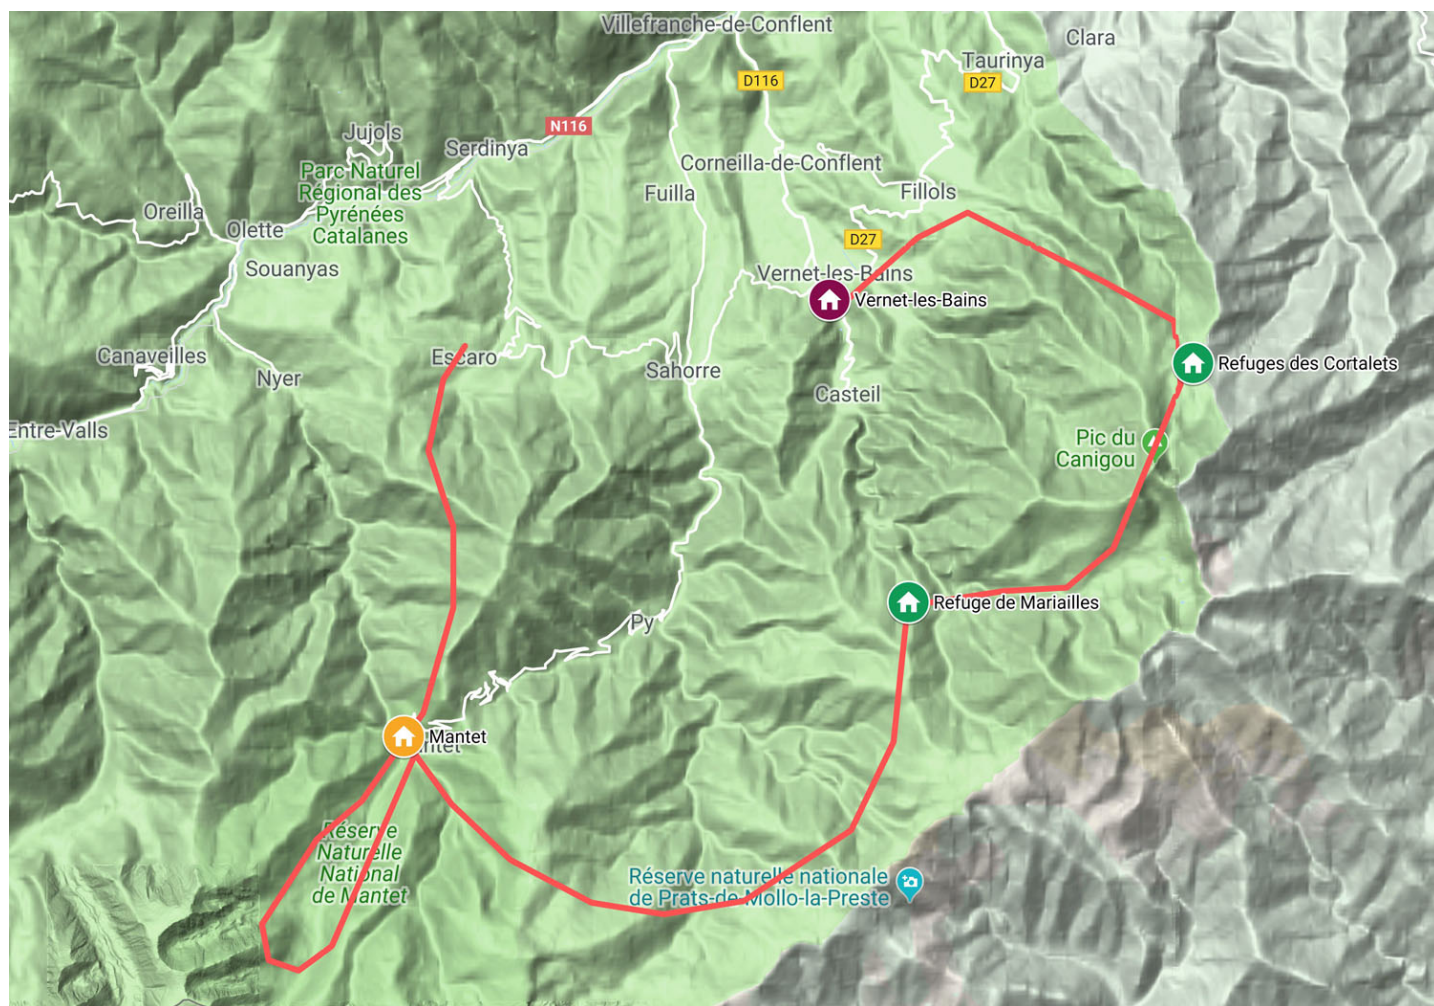 Villefranche-de-Conflent
Clara
Taurinya
D116
D27
N116
Jujols
Serdinya
Corneilla-de-Conflent
Parc Naturel
Régional des
Pyrénées
Catalanes
Fuilla
Fillols
Oreilla
Olette
D27
Souanyas
Vernet-les-Bains
Vernet-les-Bains
Canaveilles
Escaro
Nyer
Sahorre
Refuges des Cortalets
Casteil
Entre-Valls
Pic du
Canigou
Refuge de Mariailles
Py
Mantet
Mantet
Réserve
Naturelle
National
de Mantet
Réserve naturelle nationale
de Prats-de-Mollo-la-Preste